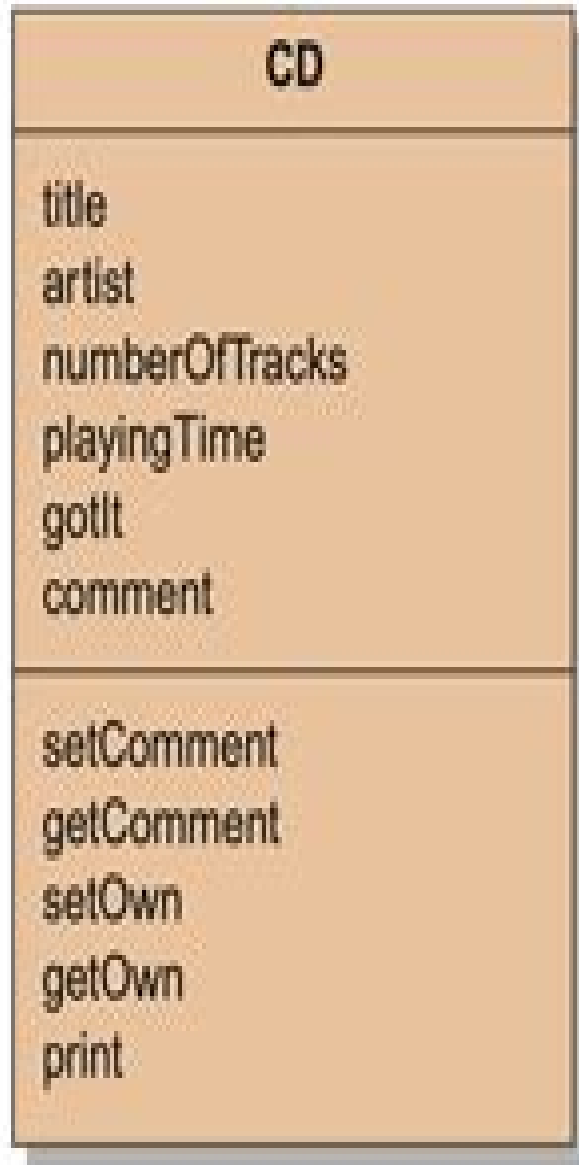 CD
title
artist
numberOfTracks
playingTime
gotIt
comment
setComment
getComment
setOwn
getOwn
print